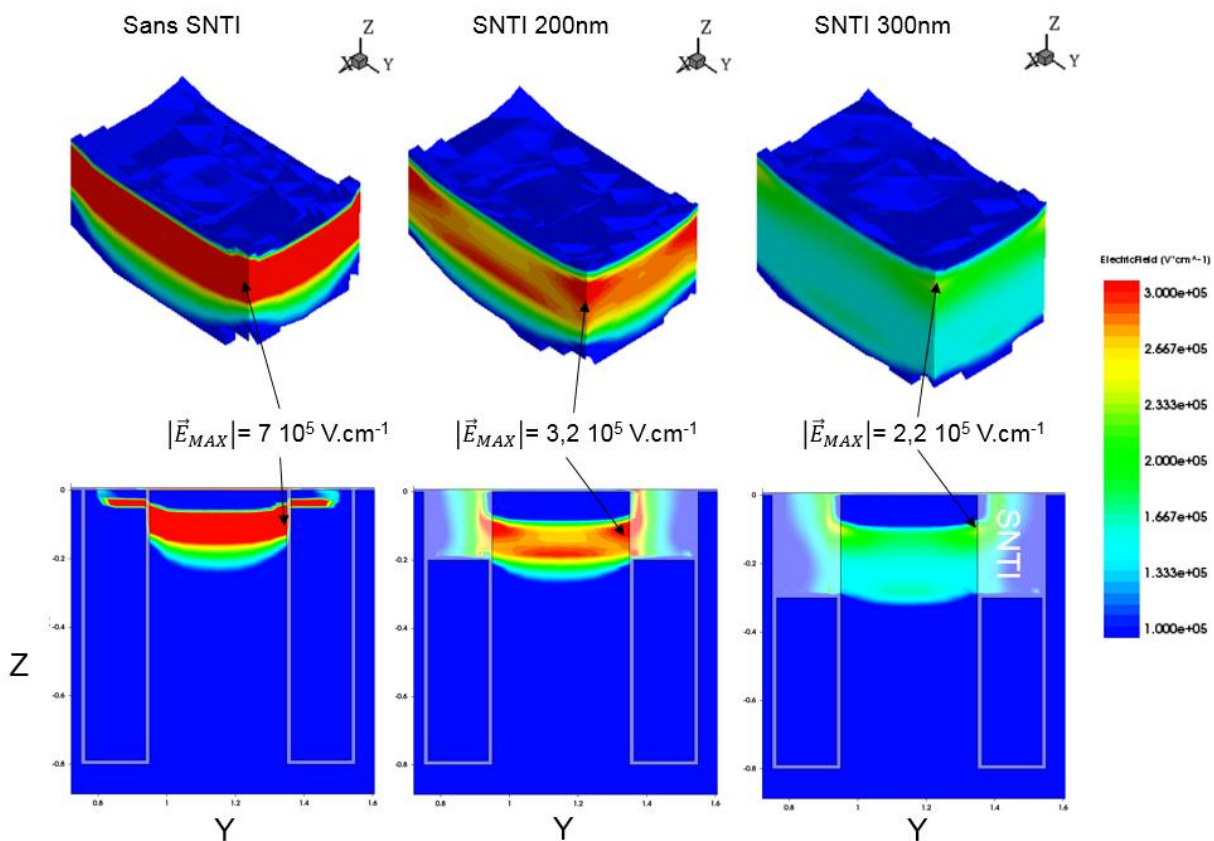 Sans SNTI
SNTI 200nm
SNTI 300nm
X Z Y
X Z Y
X Z Y
ElectricField (V*cm^-1)
3.000e+05
2.667e+05
2.333e+05
2.000e+05
1.667e+05
1.333e+05
1.000e+05
|E⃗_MAX|= 7 10⁵ V.cm⁻¹
|E⃗_MAX|= 3,2 10⁵ V.cm⁻¹
|E⃗_MAX|= 2,2 10⁵ V.cm⁻¹
0
-0.2
-0.4
-0.6
-0.8
0.8 1 1.2 1.4 1.6
Z
Y
0
-0.2
-0.4
-0.6
-0.8
0.8 1 1.2 1.4 1.6
Y
SNTI
0
-0.2
-0.4
-0.6
-0.8
0.8 1 1.2 1.4 1.6
Y